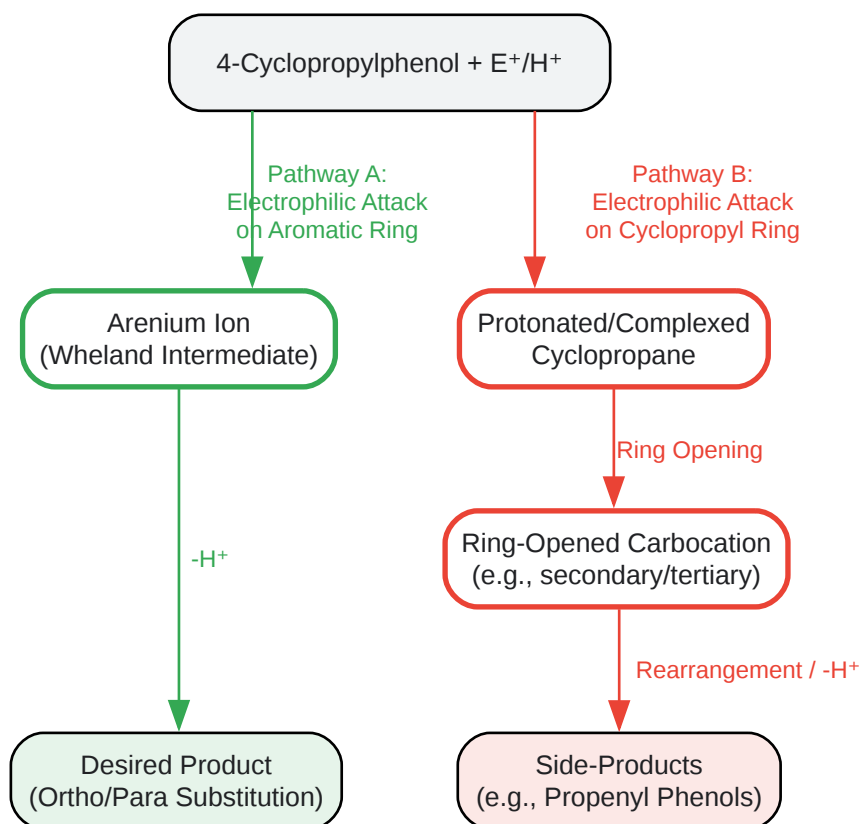 4-Cyclopropylphenol + E⁺/H⁺
Pathway A:
Electrophilic Attack
on Aromatic Ring
Pathway B:
Electrophilic Attack
on Cyclopropyl Ring
Arenium Ion
(Wheland Intermediate)
Protonated/Complexed
Cyclopropane
Ring Opening
Ring-Opened Carbocation
(e.g., secondary/tertiary)
-H⁺
Rearrangement / -H⁺
Desired Product
(Ortho/Para Substitution)
Side-Products
(e.g., Propenyl Phenols)